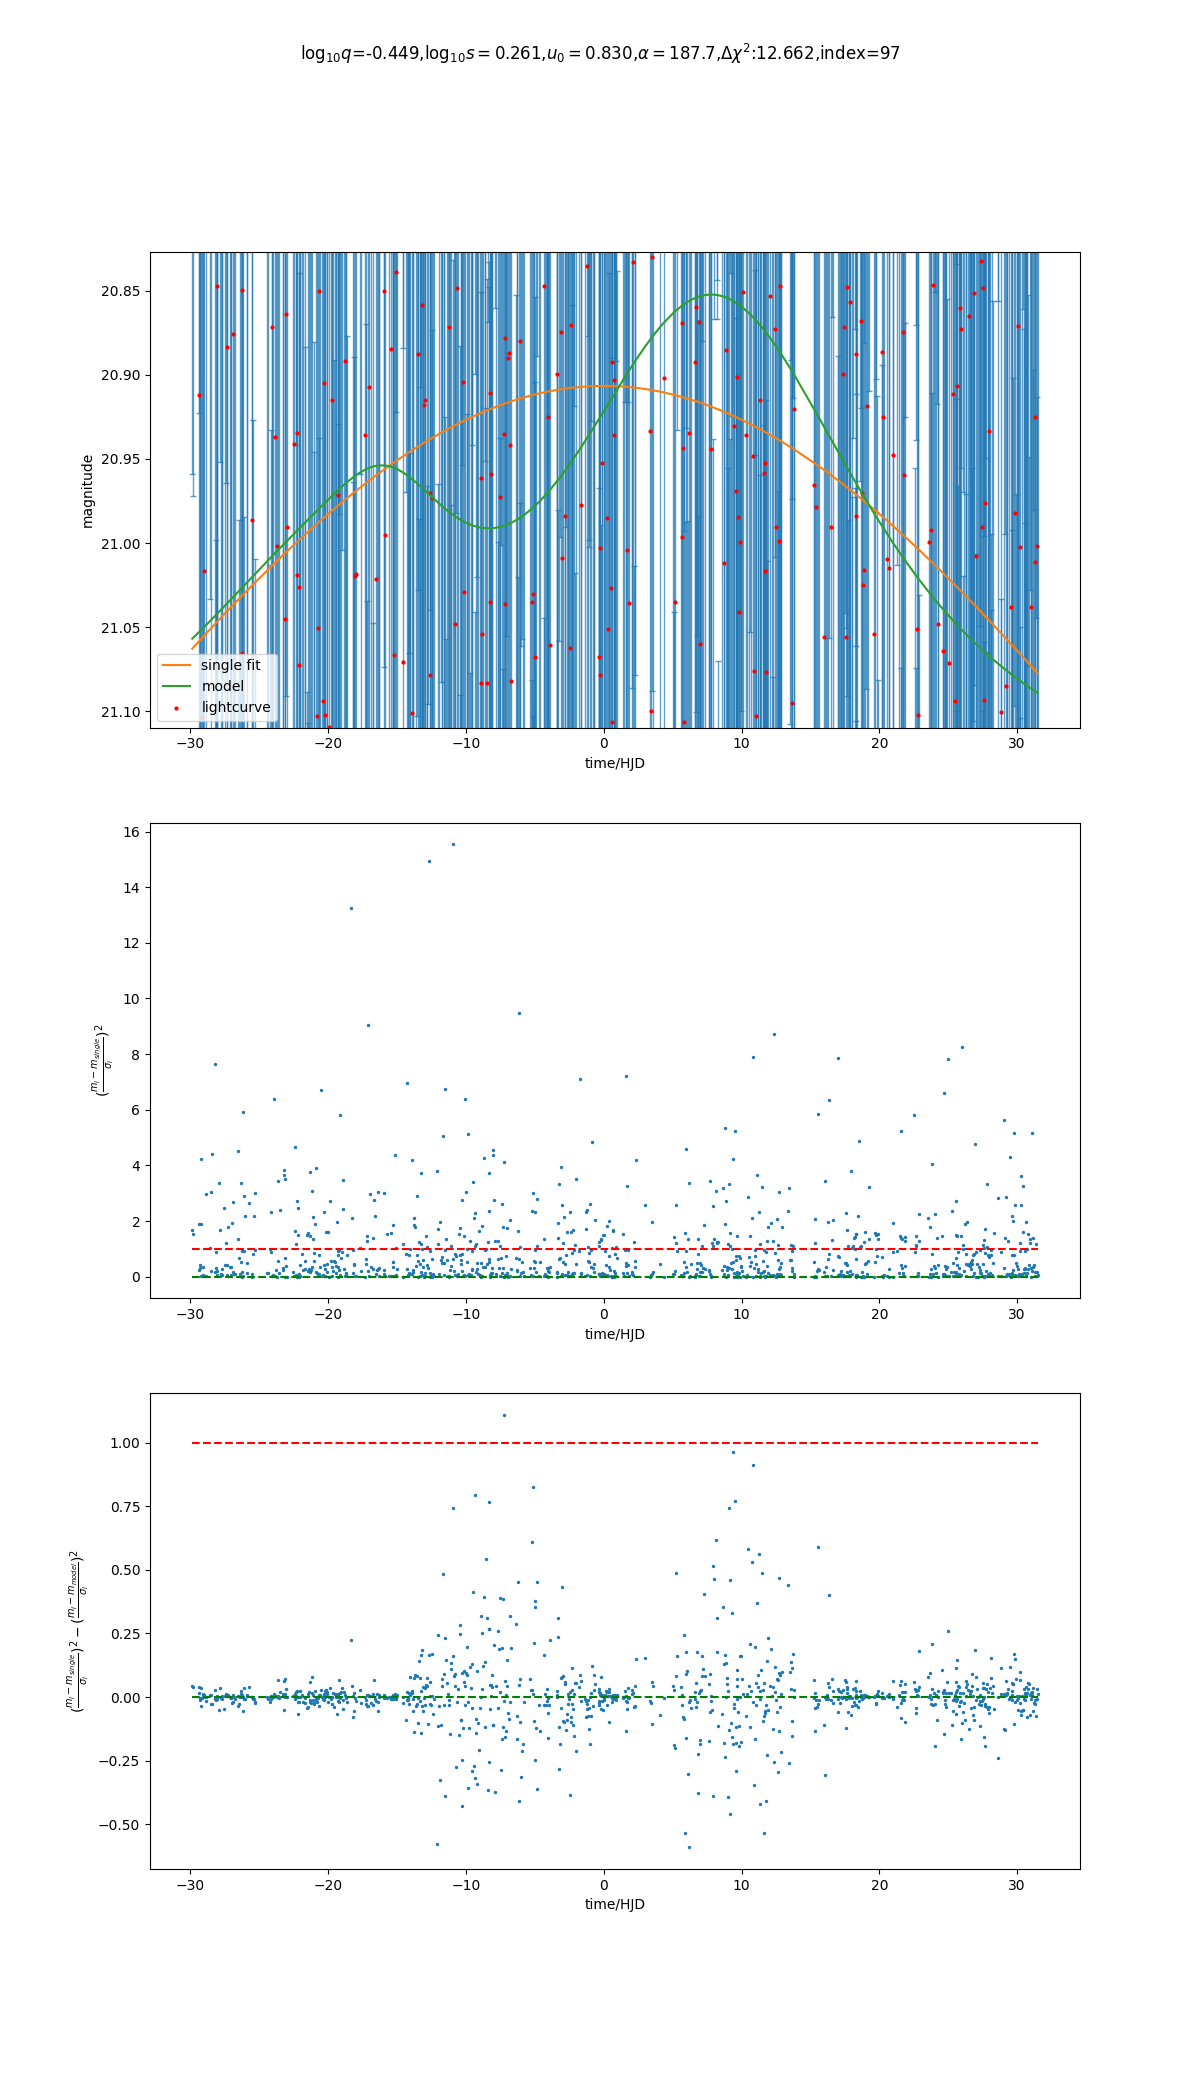 log₁₀q=-0.449,log₁₀s = 0.261,u₀ = 0.830,α = 187.7,Δχ²:12.662,index=97
20.85
20.90
20.95
21.00
21.05
21.10
magnitude
single fit
model
lightcurve
−30 −20 −10 0 10 20 30
time/HJD
16
14
12
10
8
6
4
2
0
((mᵢ − m_single)/σᵢ)²
−30 −20 −10 0 10 20 30
time/HJD
1.00
0.75
0.50
0.25
0.00
−0.25
−0.50
((mᵢ − m_single)/σᵢ)² − ((mᵢ − m_model)/σᵢ)²
−30 −20 −10 0 10 20 30
time/HJD